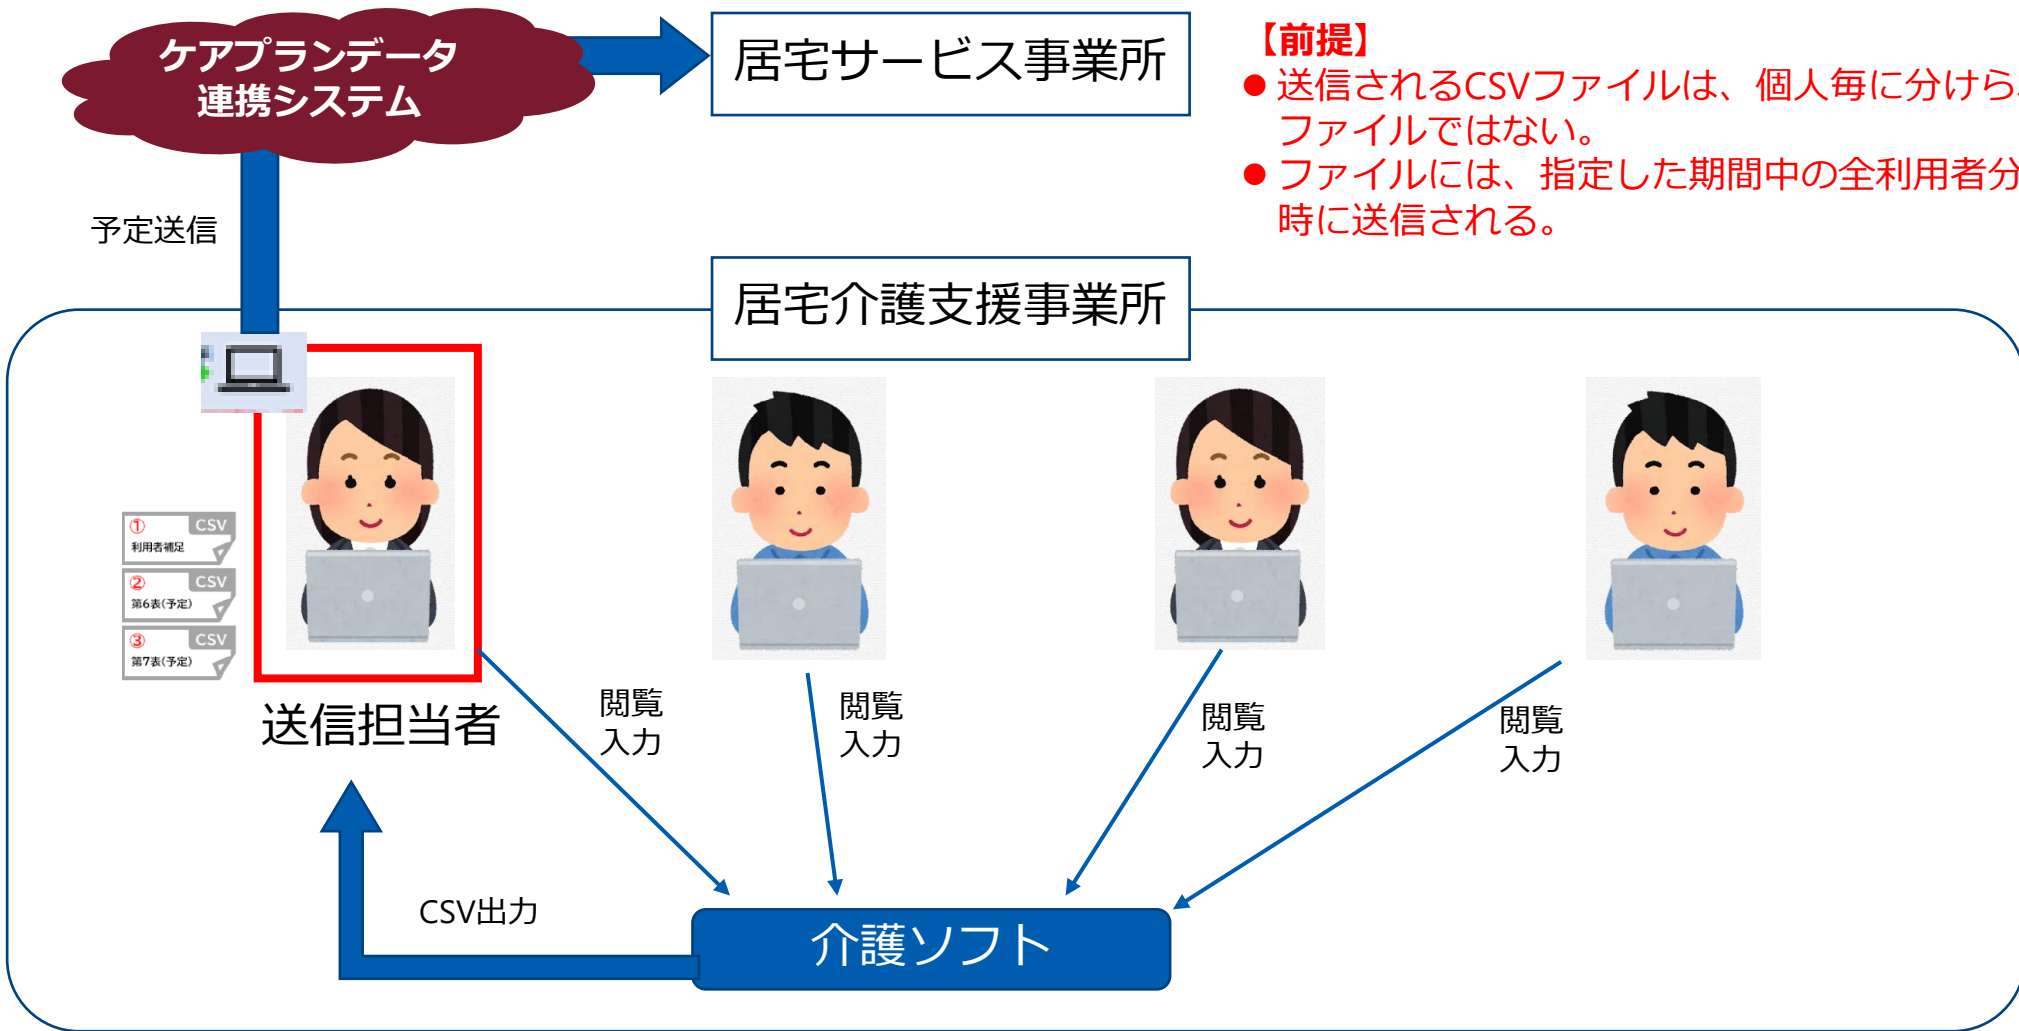 ケアプランデータ
連携システム
居宅サービス事業所
【前提】
● 送信されるCSVファイルは、個人毎に分けら
ファイルではない。
● ファイルには、指定した期間中の全利用者分
時に送信される。
予定送信
居宅介護支援事業所
① CSV
利用者補足
② CSV
第6表(予定)
③ CSV
第7表(予定)
送信担当者
閲覧
入力
閲覧
入力
閲覧
入力
閲覧
入力
CSV出力
介護ソフト